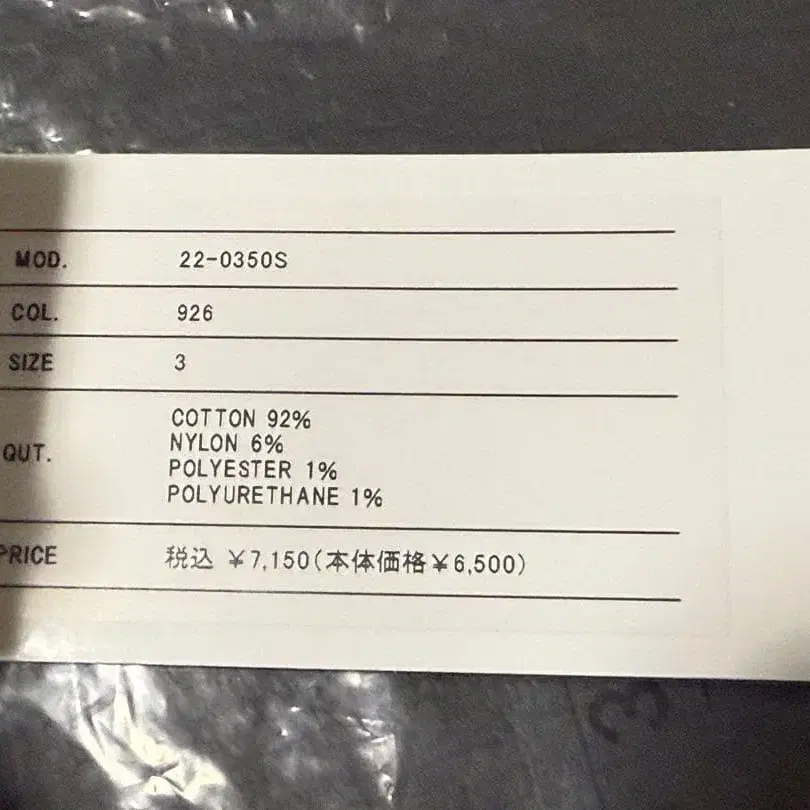 MOD. 22-0350S
COL. 926
SIZE 3
QUT. COTTON 92%
NYLON 6%
POLYESTER 1%
POLYURETHANE 1%
PRICE 税込 ¥7,150(本体価格¥6,500)